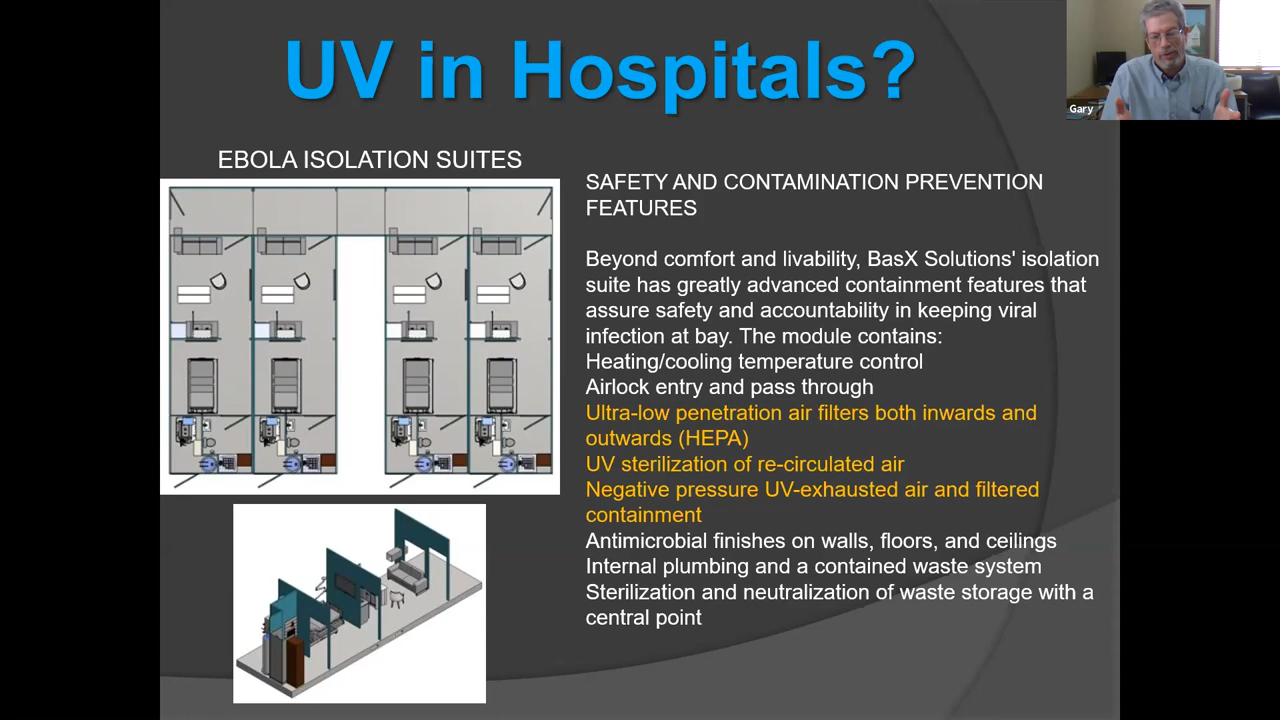 UV in Hospitals?
Gary
EBOLA ISOLATION SUITES
SAFETY AND CONTAMINATION PREVENTION
FEATURES
Beyond comfort and livability, BasX Solutions' isolation
suite has greatly advanced containment features that
assure safety and accountability in keeping viral
infection at bay. The module contains:
Heating/cooling temperature control
Airlock entry and pass through
Ultra-low penetration air filters both inwards and
outwards (HEPA)
UV sterilization of re-circulated air
Negative pressure UV-exhausted air and filtered
containment
Antimicrobial finishes on walls, floors, and ceilings
Internal plumbing and a contained waste system
Sterilization and neutralization of waste storage with a
central point